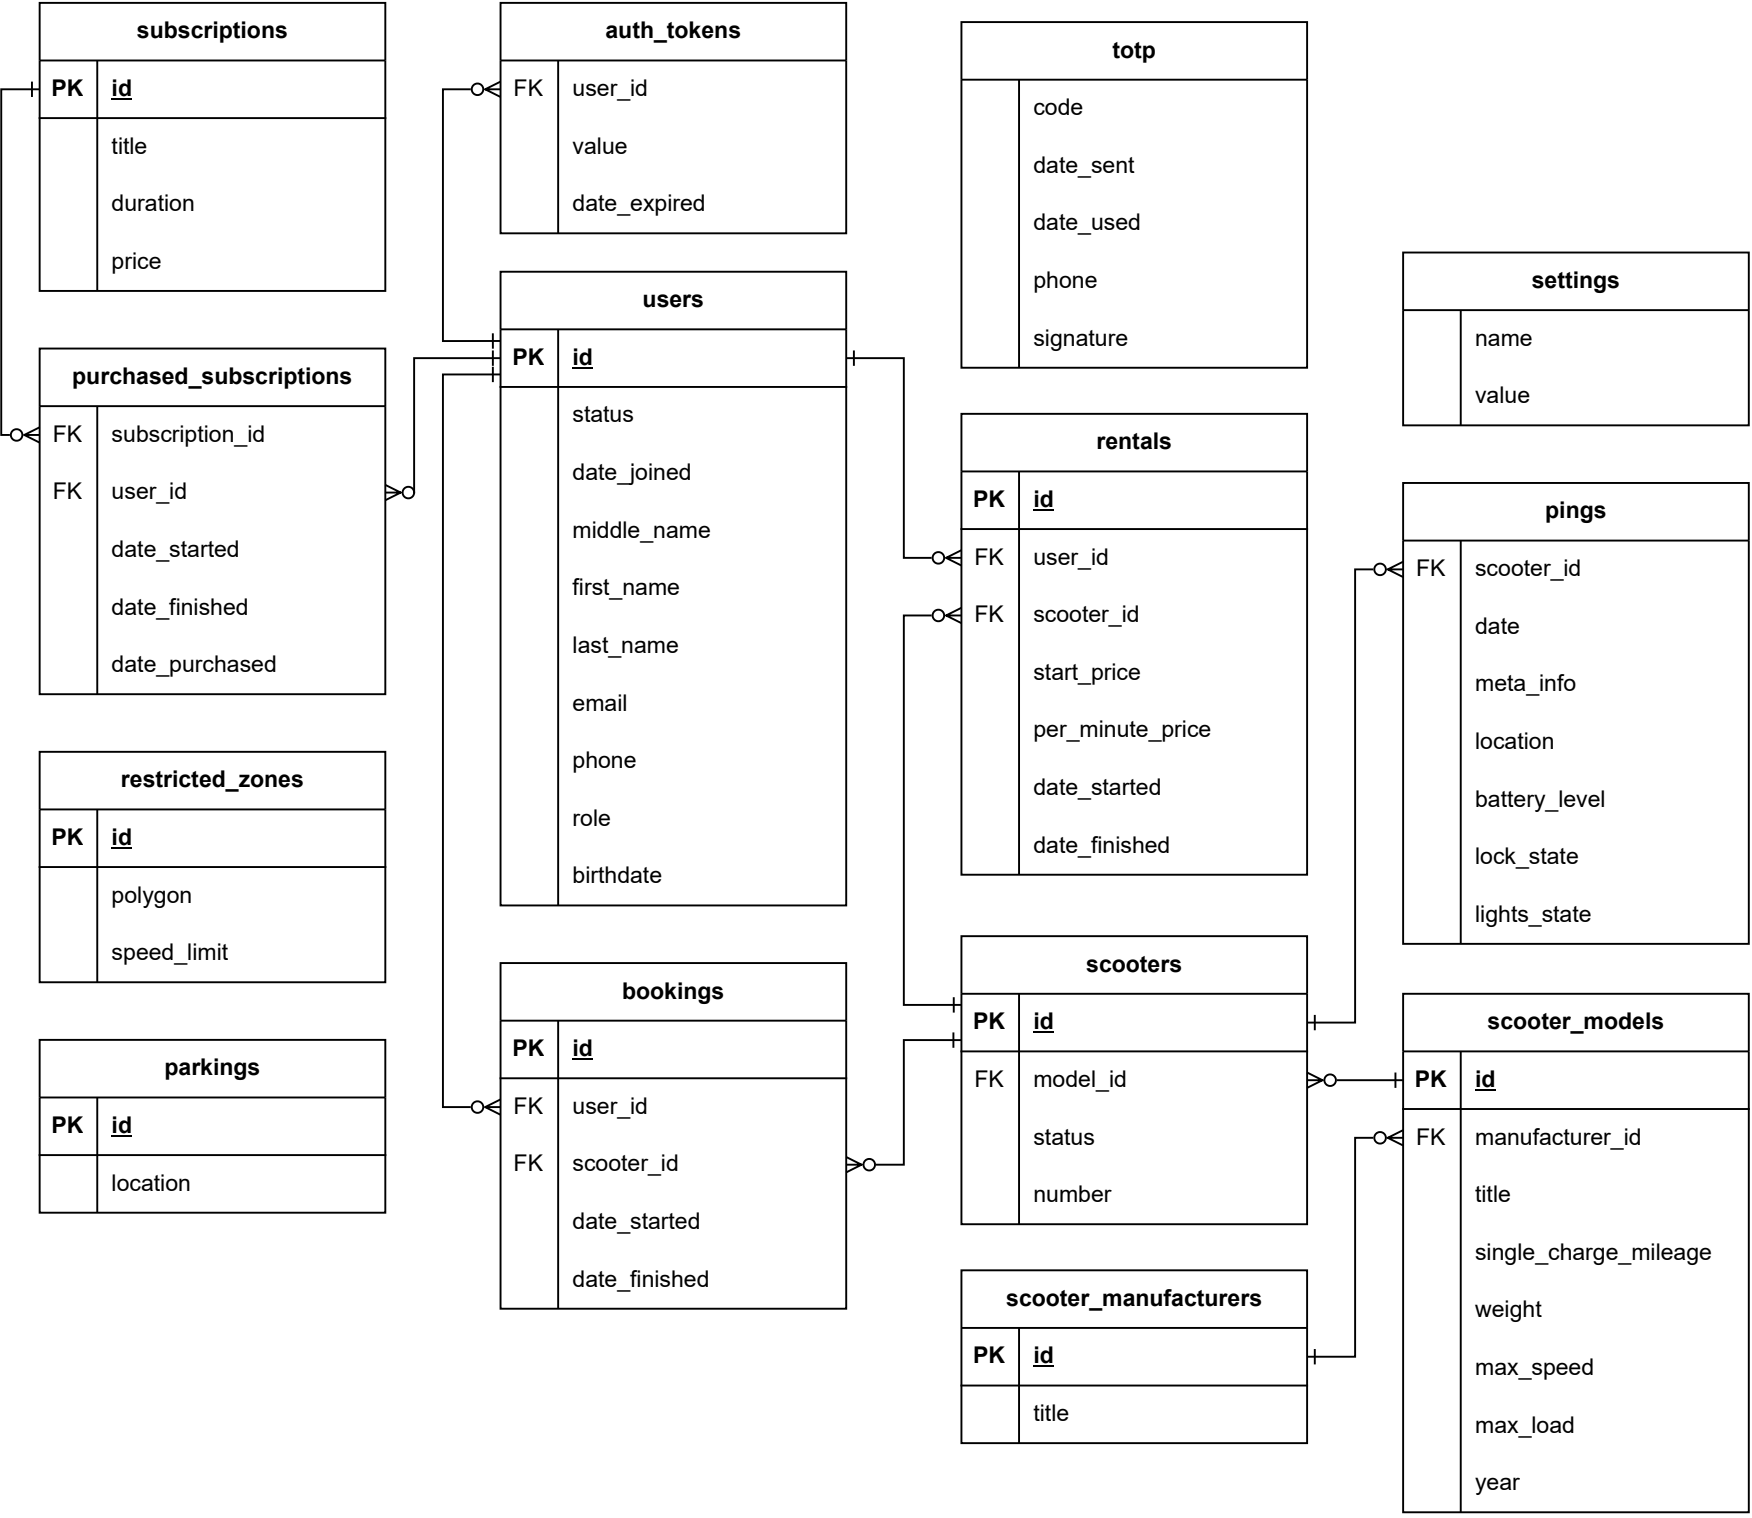 subscriptions
PK id
title
duration
price
purchased_subscriptions
FK subscription_id
FK user_id
date_started
date_finished
date_purchased
restricted_zones
PK id
polygon
speed_limit
parkings
PK id
location
auth_tokens
FK user_id
value
date_expired
users
PK id
status
date_joined
middle_name
first_name
last_name
email
phone
role
birthdate
bookings
PK id
FK user_id
FK scooter_id
date_started
date_finished
totp
code
date_sent
date_used
phone
signature
rentals
PK id
FK user_id
FK scooter_id
start_price
per_minute_price
date_started
date_finished
scooters
PK id
FK model_id
status
number
scooter_manufacturers
PK id
title
settings
name
value
pings
FK scooter_id
date
meta_info
location
battery_level
lock_state
lights_state
scooter_models
PK id
FK manufacturer_id
title
single_charge_mileage
weight
max_speed
max_load
year